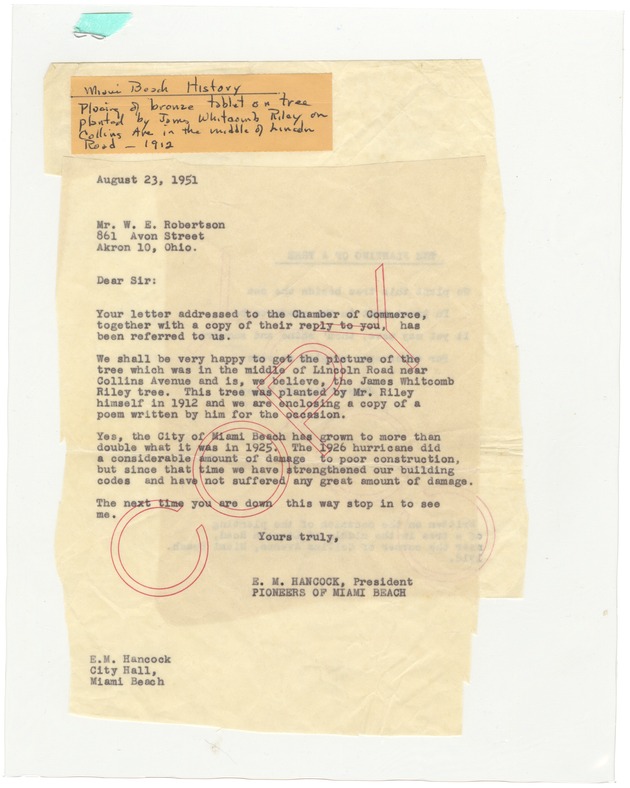 Miami Beach History
Placing of bronze tablet on tree
planted by James Whitcomb Riley on
Collins Ave in the middle of Lincoln
Road — 1912
August 23, 1951
Mr. W. E. Robertson
861 Avon Street
Akron 10, Ohio.
Dear Sir:
Your letter addressed to the Chamber of Commerce,
together with a copy of their reply to you, has
been referred to us.
We shall be very happy to get the picture of the
tree which was in the middle of Lincoln Road near
Collins Avenue and is, we believe, the James Whitcomb
Riley tree. This tree was planted by Mr. Riley
himself in 1912 and we are enclosing a copy of a
poem written by him for the occasion.
Yes, the City of Miami Beach has grown to more than
double what it was in 1925. The 1926 hurricane did
a considerable amount of damage to poor construction,
but since that time we have strengthened our building
codes and have not suffered any great amount of damage.
The next time you are down this way stop in to see
me.
Yours truly,
E. M. HANCOCK, President
PIONEERS OF MIAMI BEACH
E.M. Hancock
City Hall,
Miami Beach
COPY